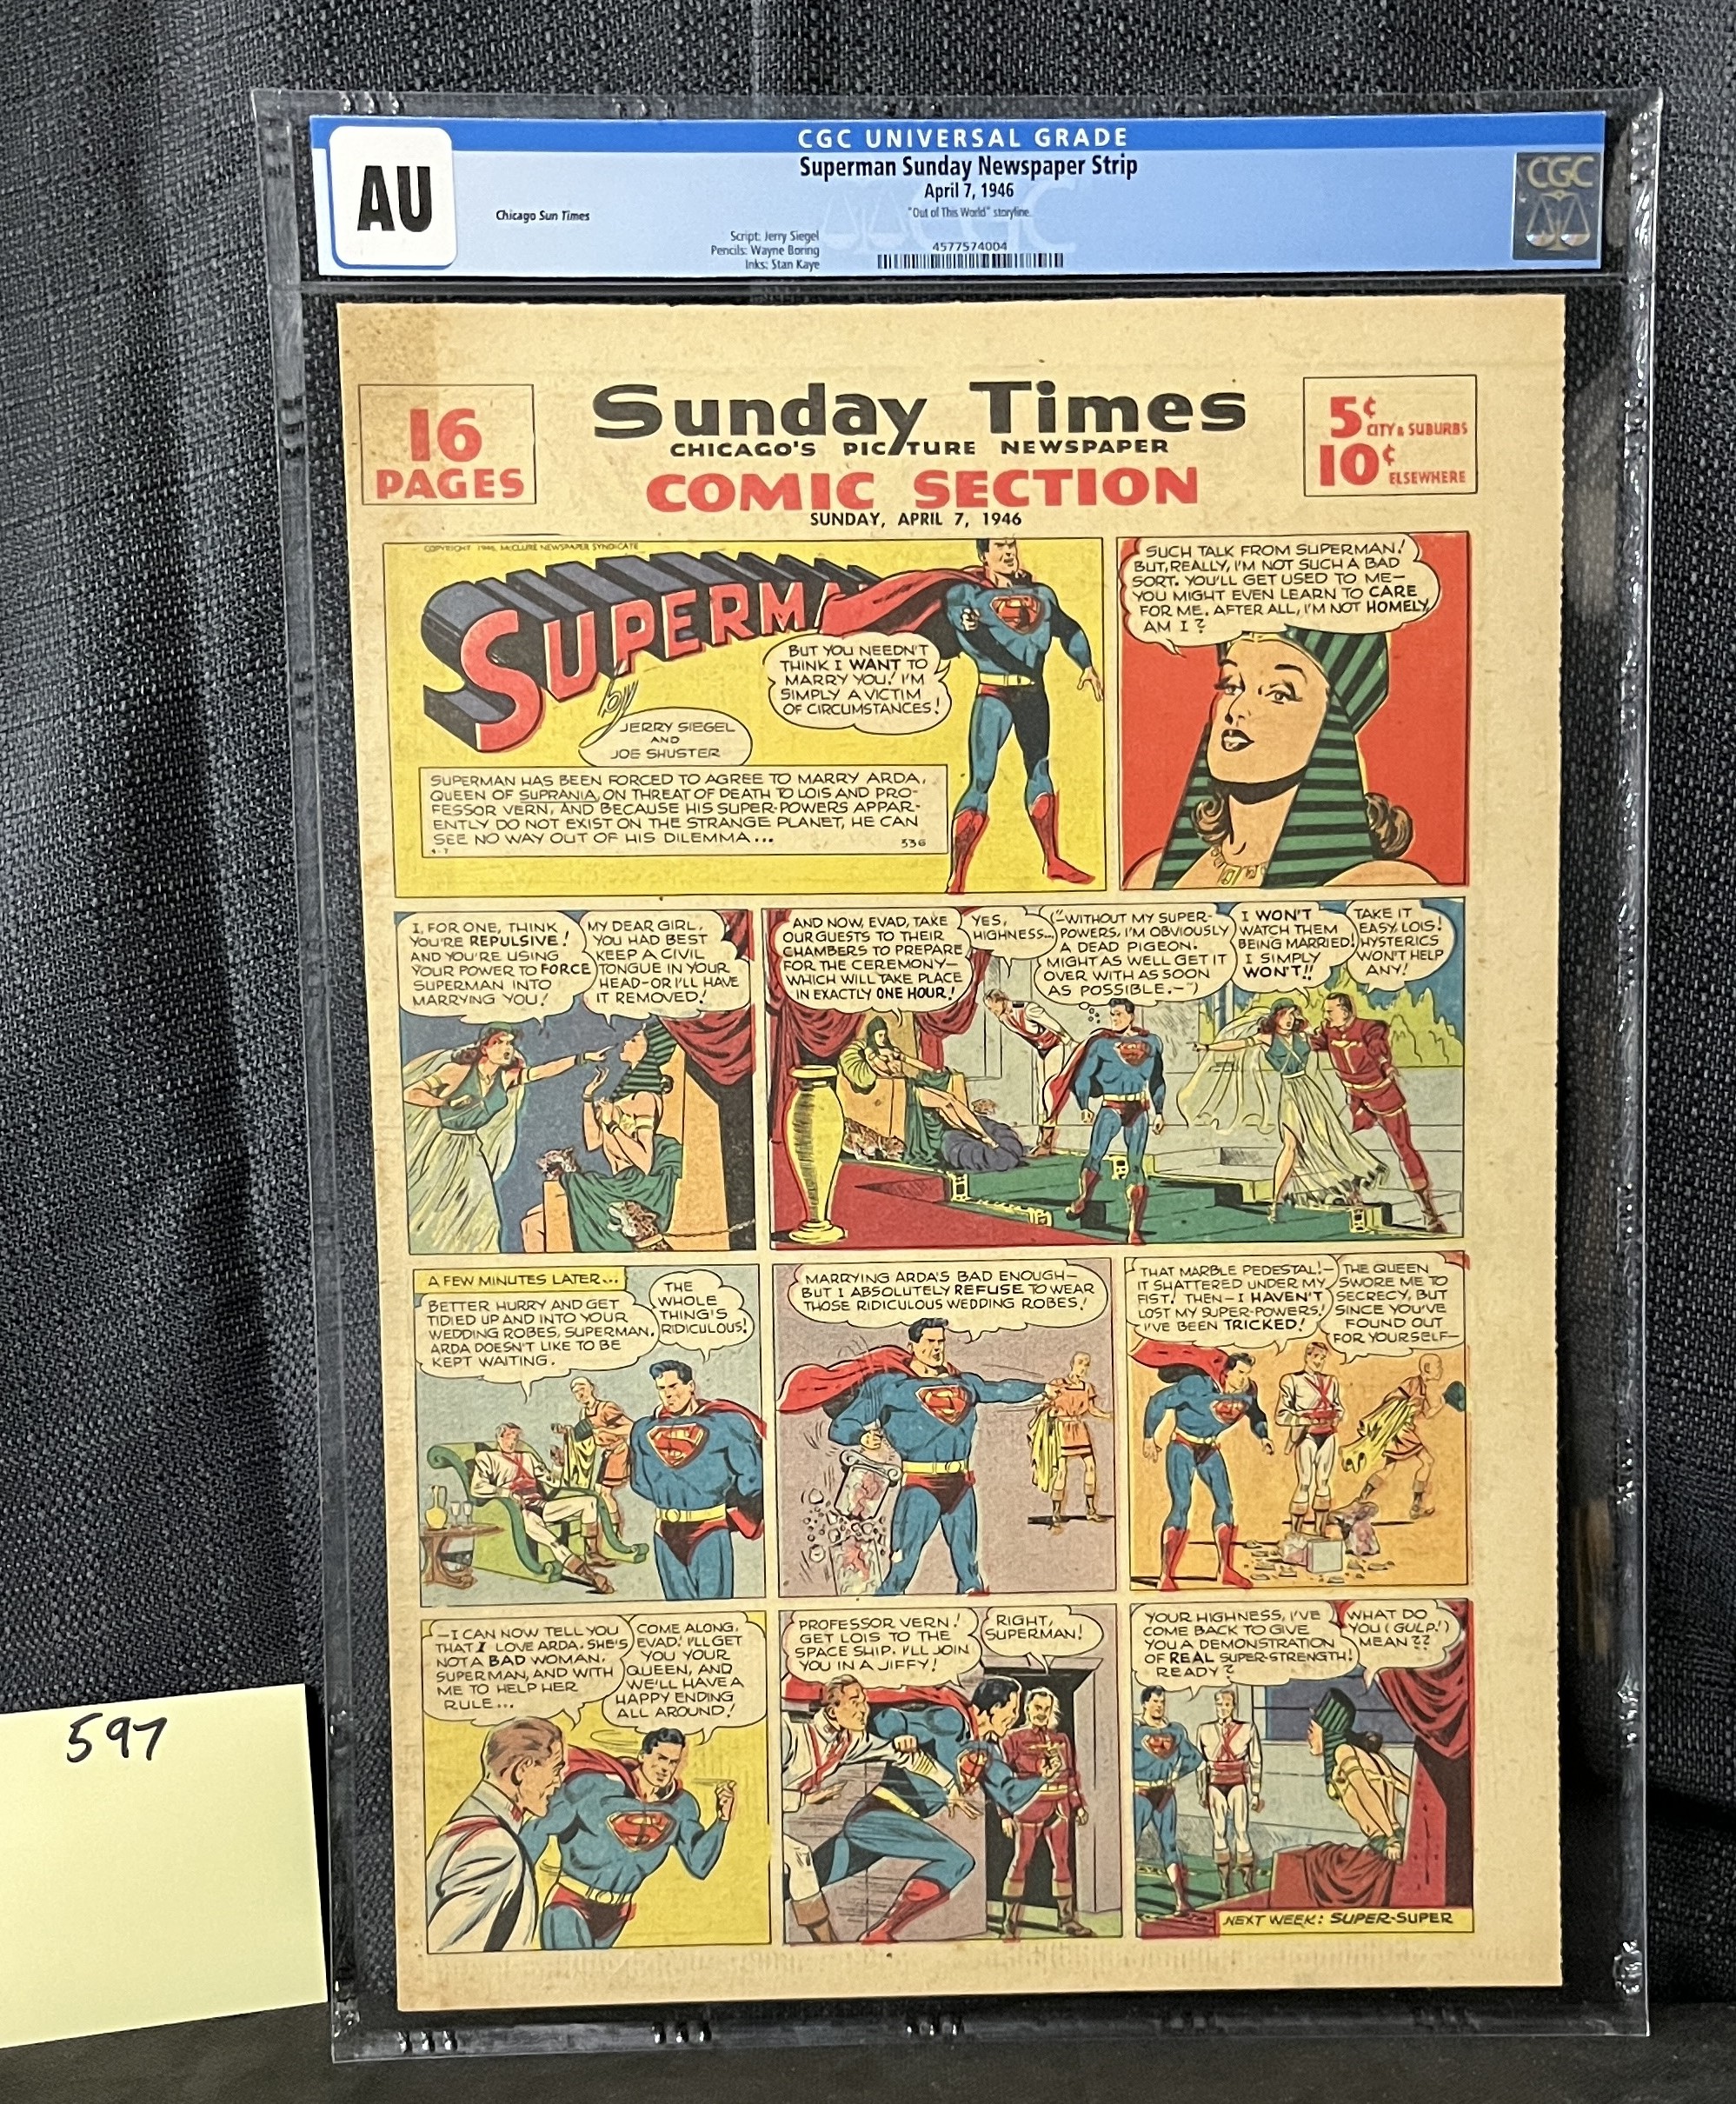 CGC UNIVERSAL GRADE
AU
Superman Sunday Newspaper Strip
April 7, 1946
CGC
Chicago Sun Times
"Out of This World" storyline.
Script: Jerry Siegel
Pencils: Wayne Boring
Inks: Stan Kaye
4577574004
16
PAGES
Sunday Times
CHICAGO'S PICTURE NEWSPAPER
COMIC SECTION
SUNDAY, APRIL 7, 1946
5¢ CITY & SUBURBS
10¢ ELSEWHERE
COPYRIGHT 1946, McCLURE NEWSPAPER SYNDICATE
SUPERMA
by
JERRY SIEGEL
AND
JOE SHUSTER
BUT YOU NEEDN'T
THINK I WANT TO
MARRY YOU! I'M
SIMPLY A VICTIM
OF CIRCUMSTANCES!
SUPERMAN HAS BEEN FORCED TO AGREE TO MARRY ARDA,
QUEEN OF SUPRANIA, ON THREAT OF DEATH TO LOIS AND PRO-
FESSOR VERN, AND BECAUSE HIS SUPER-POWERS APPAR-
ENTLY DO NOT EXIST ON THE STRANGE PLANET, HE CAN
SEE NO WAY OUT OF HIS DILEMMA...
4-7
536
SUCH TALK FROM SUPERMAN!
BUT, REALLY, I'M NOT SUCH A BAD
SORT. YOU'LL GET USED TO ME—
YOU MIGHT EVEN LEARN TO CARE
FOR ME. AFTER ALL, I'M NOT HOMELY,
AM I?
I, FOR ONE, THINK
YOU'RE REPULSIVE!
AND YOU'RE USING
YOUR POWER TO FORCE
SUPERMAN INTO
MARRYING YOU!
MY DEAR GIRL,
YOU HAD BEST
KEEP A CIVIL
TONGUE IN YOUR
HEAD-OR I'LL HAVE
IT REMOVED!
AND NOW, EVAD, TAKE
OUR GUESTS TO THEIR
CHAMBERS TO PREPARE
FOR THE CEREMONY—
WHICH WILL TAKE PLACE
IN EXACTLY ONE HOUR!
YES,
HIGHNESS...
("WITHOUT MY SUPER-
POWERS, I'M OBVIOUSLY
A DEAD PIGEON.
MIGHT AS WELL GET IT
OVER WITH AS SOON
AS POSSIBLE.—")
I WON'T
WATCH THEM
BEING MARRIED!
I SIMPLY
WON'T!!
TAKE IT
EASY, LOIS!
HYSTERICS
WON'T HELP
ANY!
A FEW MINUTES LATER...
BETTER HURRY AND GET
TIDIED UP AND INTO YOUR
WEDDING ROBES, SUPERMAN.
ARDA DOESN'T LIKE TO BE
KEPT WAITING.
THE
WHOLE
THING'S
RIDICULOUS!
MARRYING ARDA'S BAD ENOUGH—
BUT I ABSOLUTELY REFUSE TO WEAR
THOSE RIDICULOUS WEDDING ROBES!
THAT MARBLE PEDESTAL!—
IT SHATTERED UNDER MY
FIST! THEN—I HAVEN'T
LOST MY SUPER-POWERS!
I'VE BEEN TRICKED!
THE QUEEN
SWORE ME TO
SECRECY, BUT
SINCE YOU'VE
FOUND OUT
FOR YOURSELF—
—I CAN NOW TELL YOU
THAT I LOVE ARDA. SHE'S
NOT A BAD WOMAN,
SUPERMAN, AND WITH
ME TO HELP HER
RULE...
COME ALONG,
EVAD! I'LL GET
YOU YOUR
QUEEN, AND
WE'LL HAVE A
HAPPY ENDING
ALL AROUND!
PROFESSOR VERN!
GET LOIS TO THE
SPACE SHIP. I'LL JOIN
YOU IN A JIFFY!
RIGHT,
SUPERMAN!
YOUR HIGHNESS, I'VE
COME BACK TO GIVE
YOU A DEMONSTRATION
OF REAL SUPER-STRENGTH!
READY?
WHAT DO
YOU (GULP!)
MEAN??
NEXT WEEK: SUPER-SUPER
597